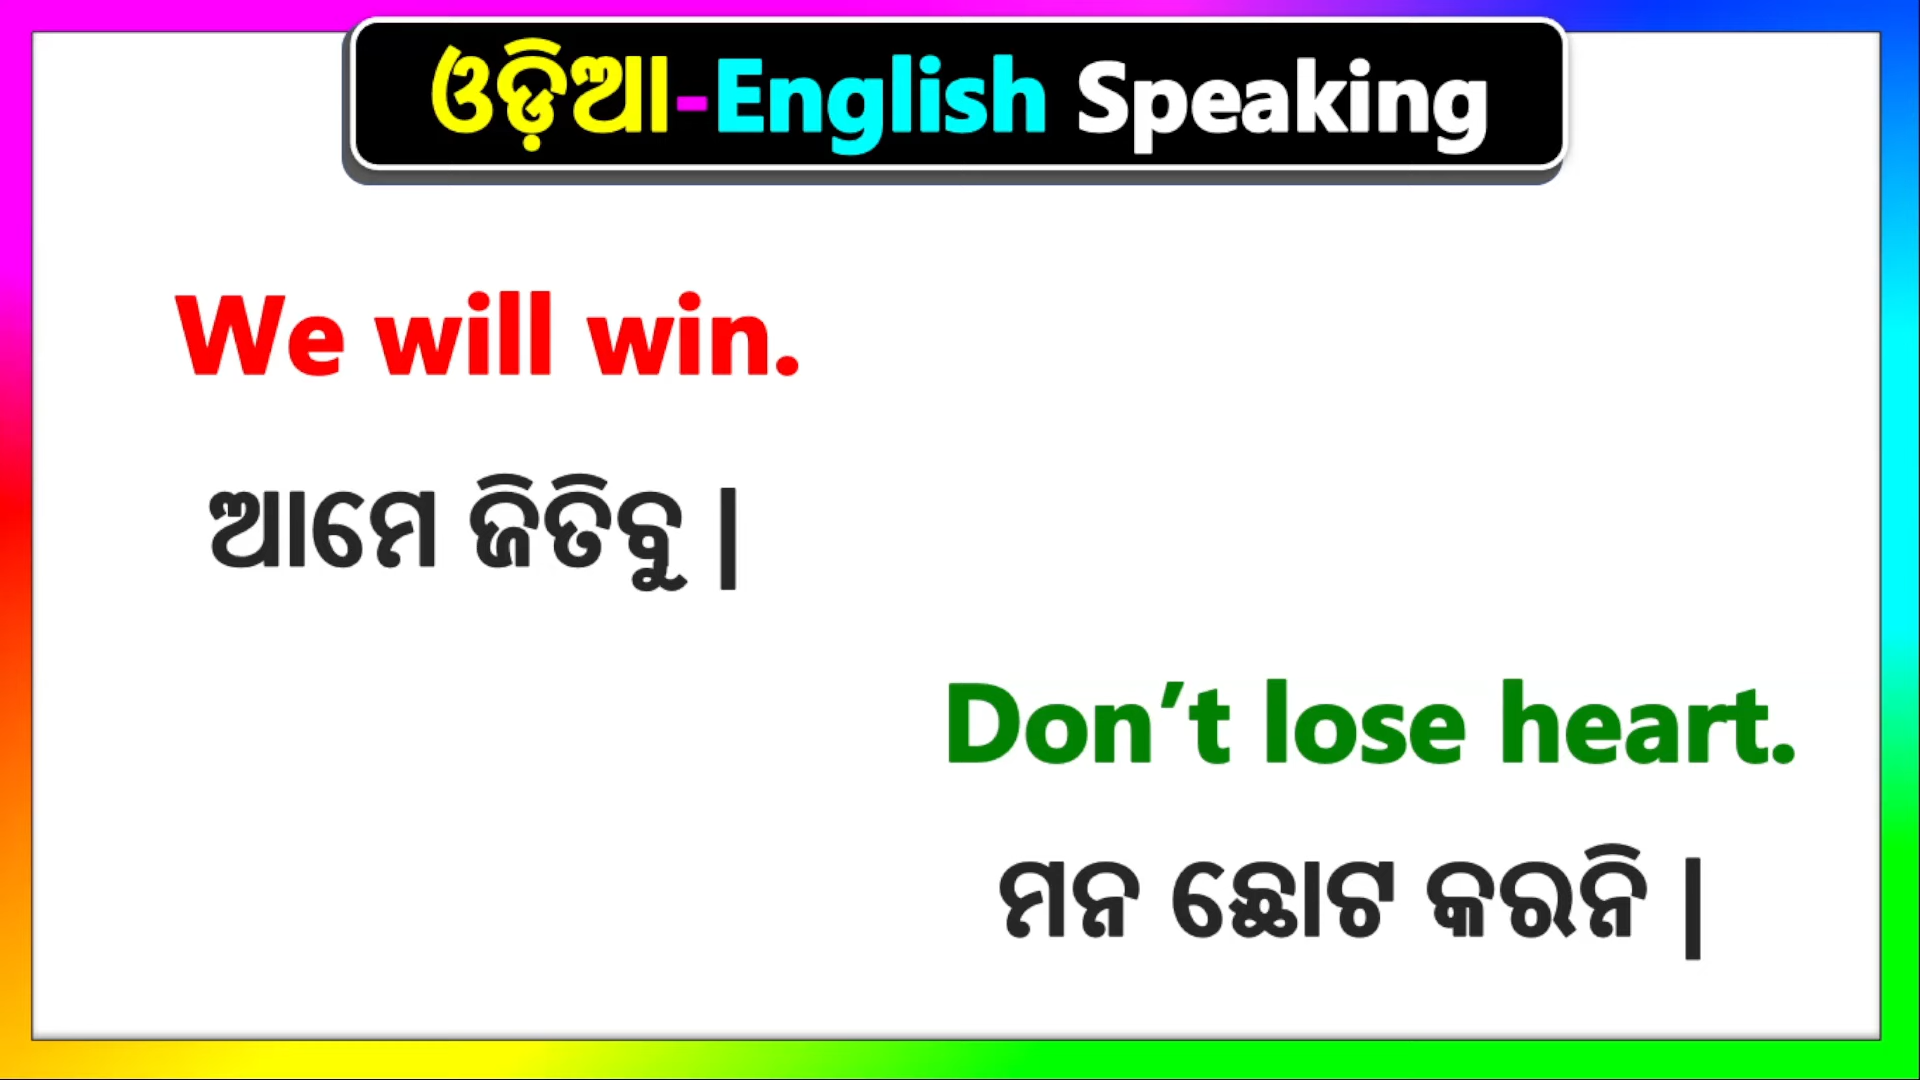 ଓଡ଼ିଆ-English Speaking
We will win.
ଆମେ ଜିତିବୁ |
Don’t lose heart.
ମନ ଛୋଟ କରନି |